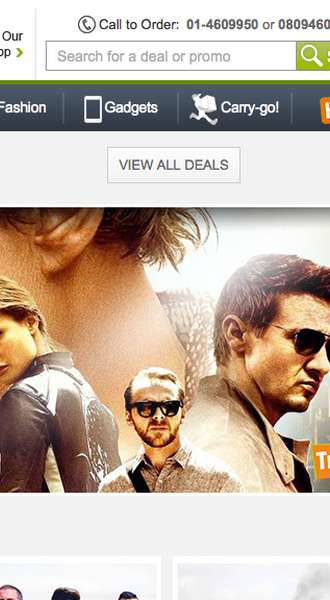 Our
Call to Order: 01-4609950 or 0809460
op
Search for a deal or promo
Fashion
Gadgets
Carry-go!
VIEW ALL DEALS